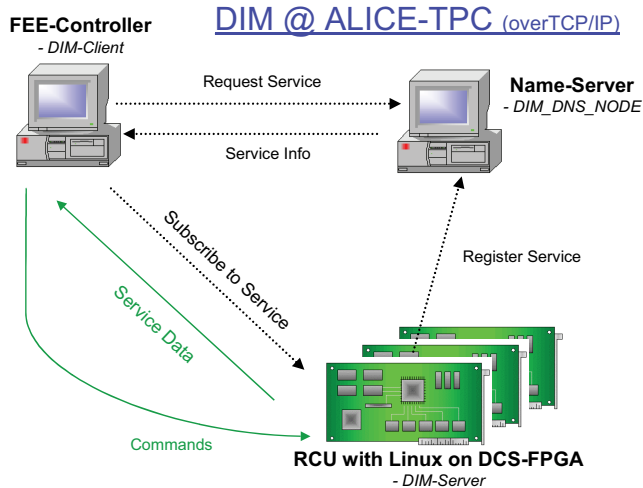 DIM @ ALICE-TPC (overTCP/IP)
FEE-Controller
- DIM-Client
Request Service
Name-Server
- DIM_DNS_NODE
Service Info
Subscribe to Service
Register Service
Service Data
Commands
RCU with Linux on DCS-FPGA
- DIM-Server